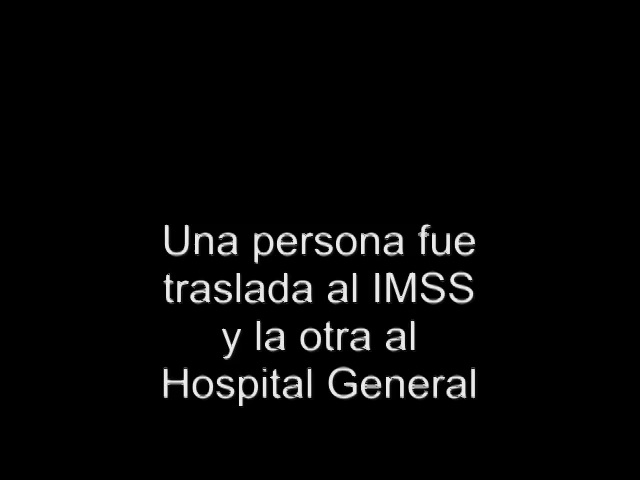 Una persona fue
traslada al IMSS
y la otra al
Hospital General